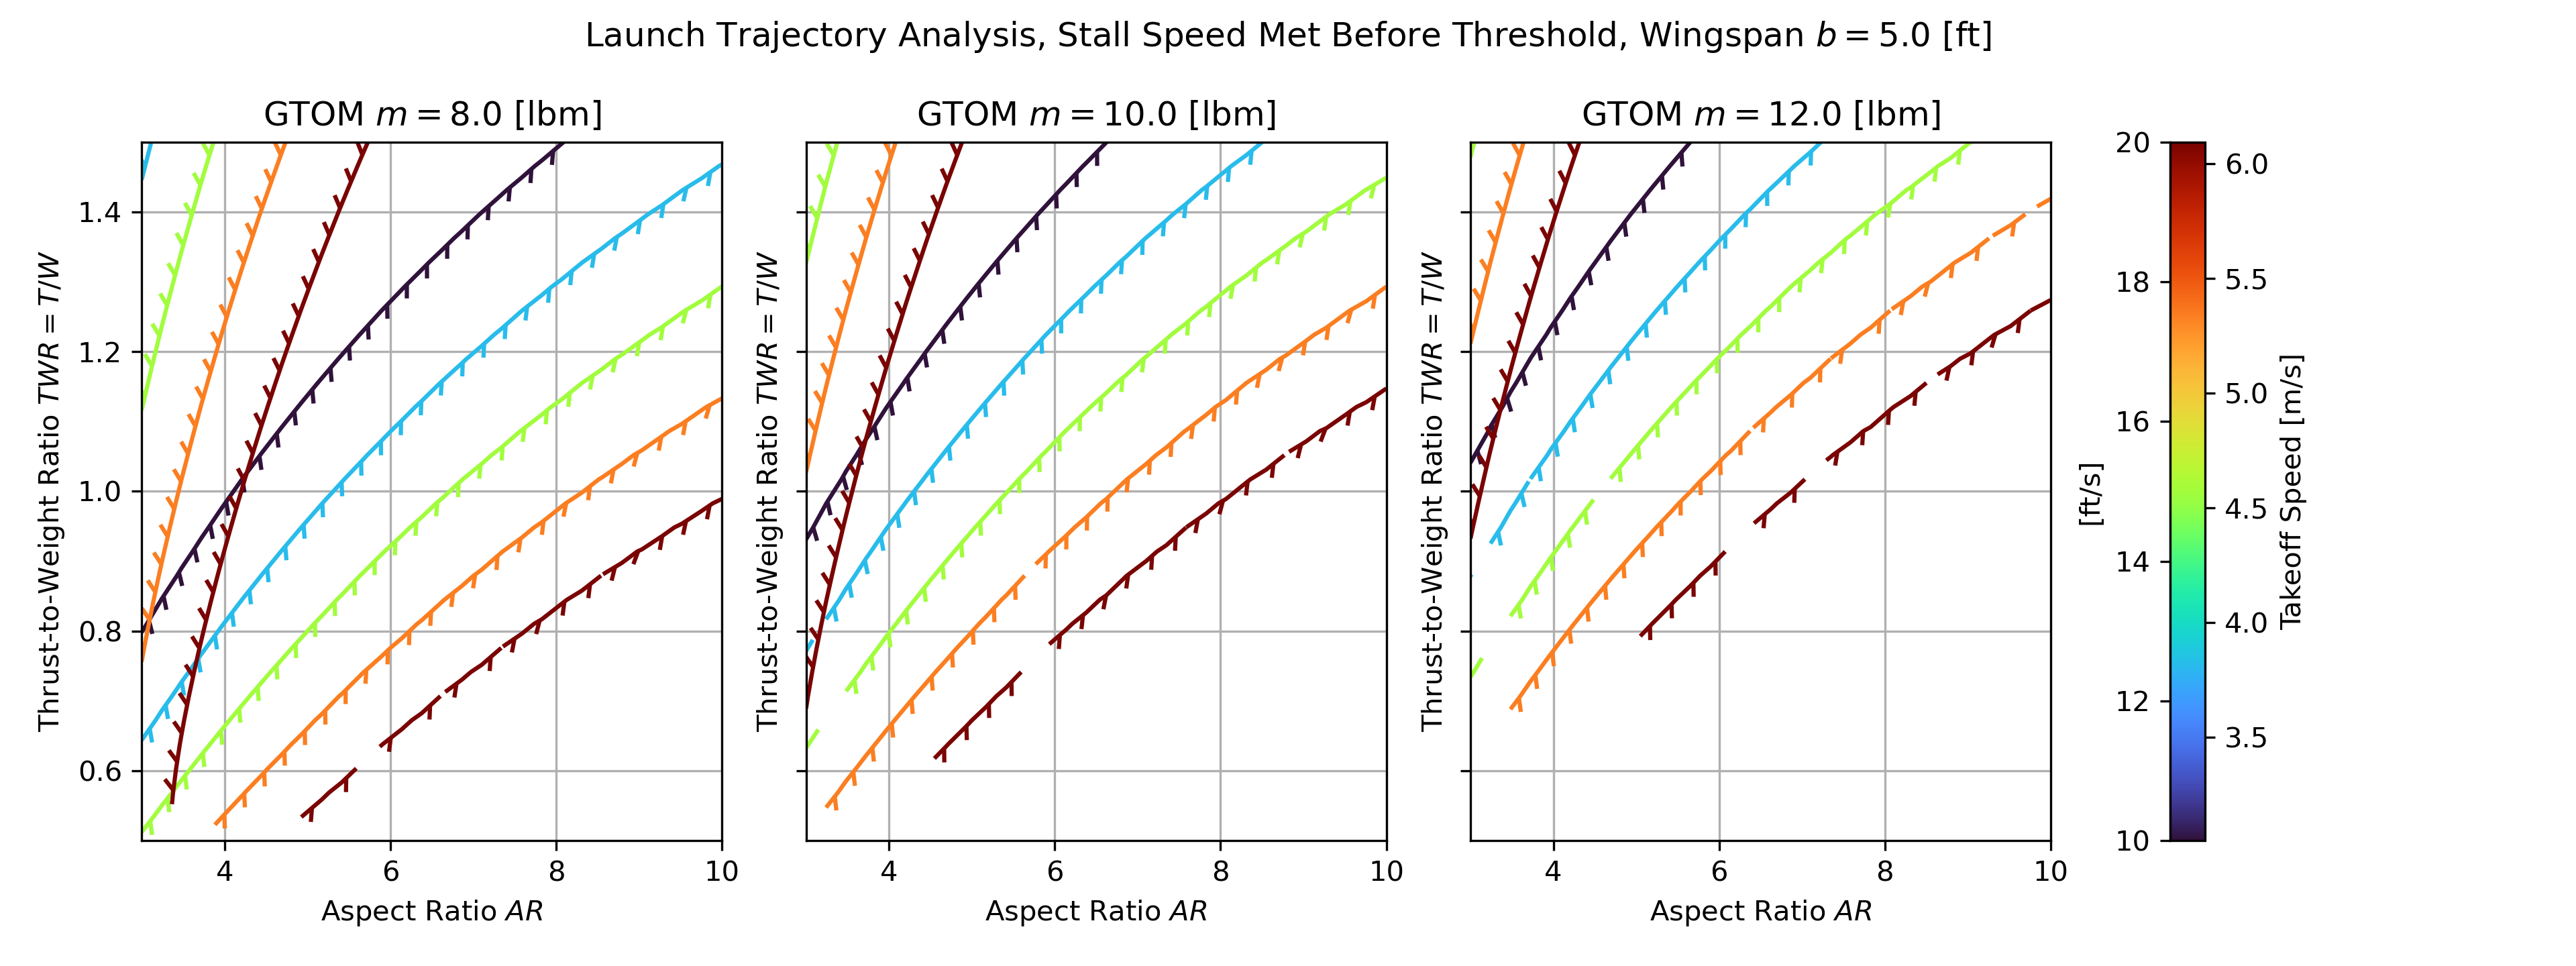 Launch Trajectory Analysis, Stall Speed Met Before Threshold, Wingspan b = 5.0 [ft]
GTOM m = 8.0 [lbm]
GTOM m = 10.0 [lbm]
GTOM m = 12.0 [lbm]
Thrust-to-Weight Ratio TWR = T/W
1.4
1.2
1.0
0.8
0.6
4 6 8 10
Aspect Ratio AR
Thrust-to-Weight Ratio TWR = T/W
4 6 8 10
Aspect Ratio AR
Thrust-to-Weight Ratio TWR = T/W
4 6 8 10
Aspect Ratio AR
[ft/s]
20
18
16
14
12
10
6.0
5.5
5.0
4.5
4.0
3.5
Takeoff Speed [m/s]